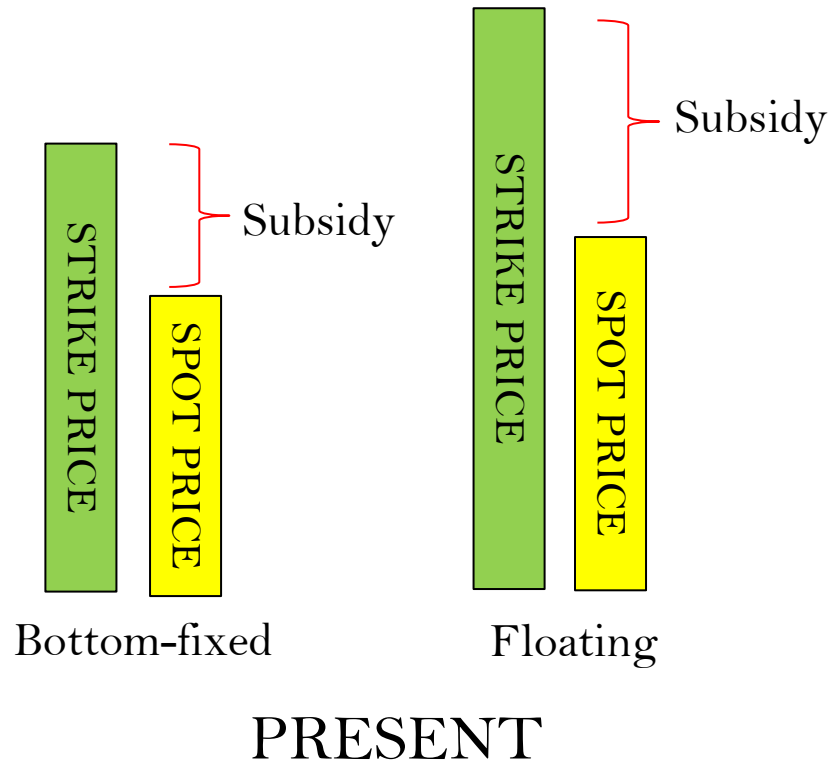 Subsidy
STRIKE PRICE
Subsidy
STRIKE PRICE
SPOT PRICE
SPOT PRICE
Bottom-fixed
Floating
PRESENT